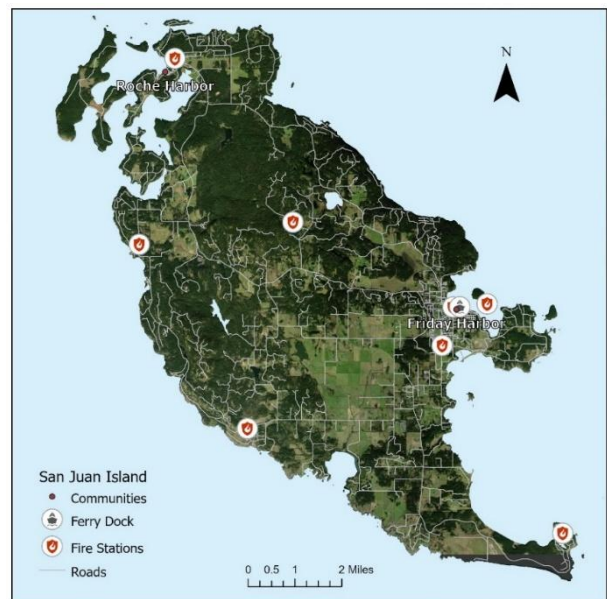 N
Roche Harbor
Friday Harbor
San Juan Island
Communities
Ferry Dock
Fire Stations
Roads
0 0.5 1 2 Miles